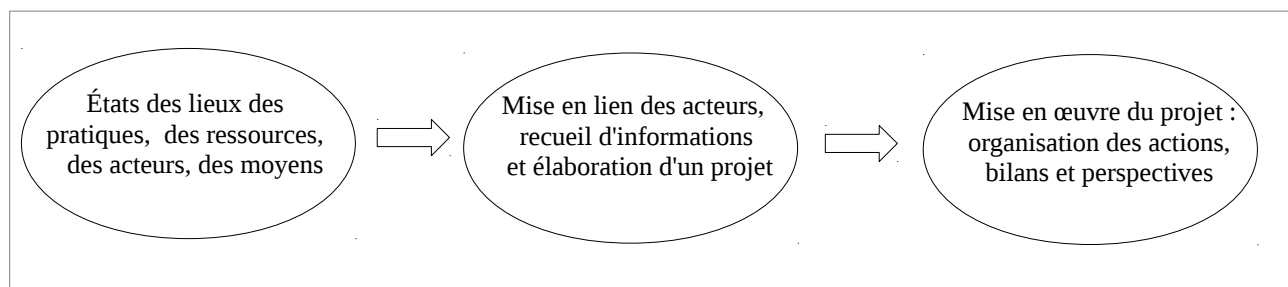 États des lieux des
pratiques, des ressources,
des acteurs, des moyens
Mise en lien des acteurs,
recueil d'informations
et élaboration d'un projet
Mise en œuvre du projet :
organisation des actions,
bilans et perspectives